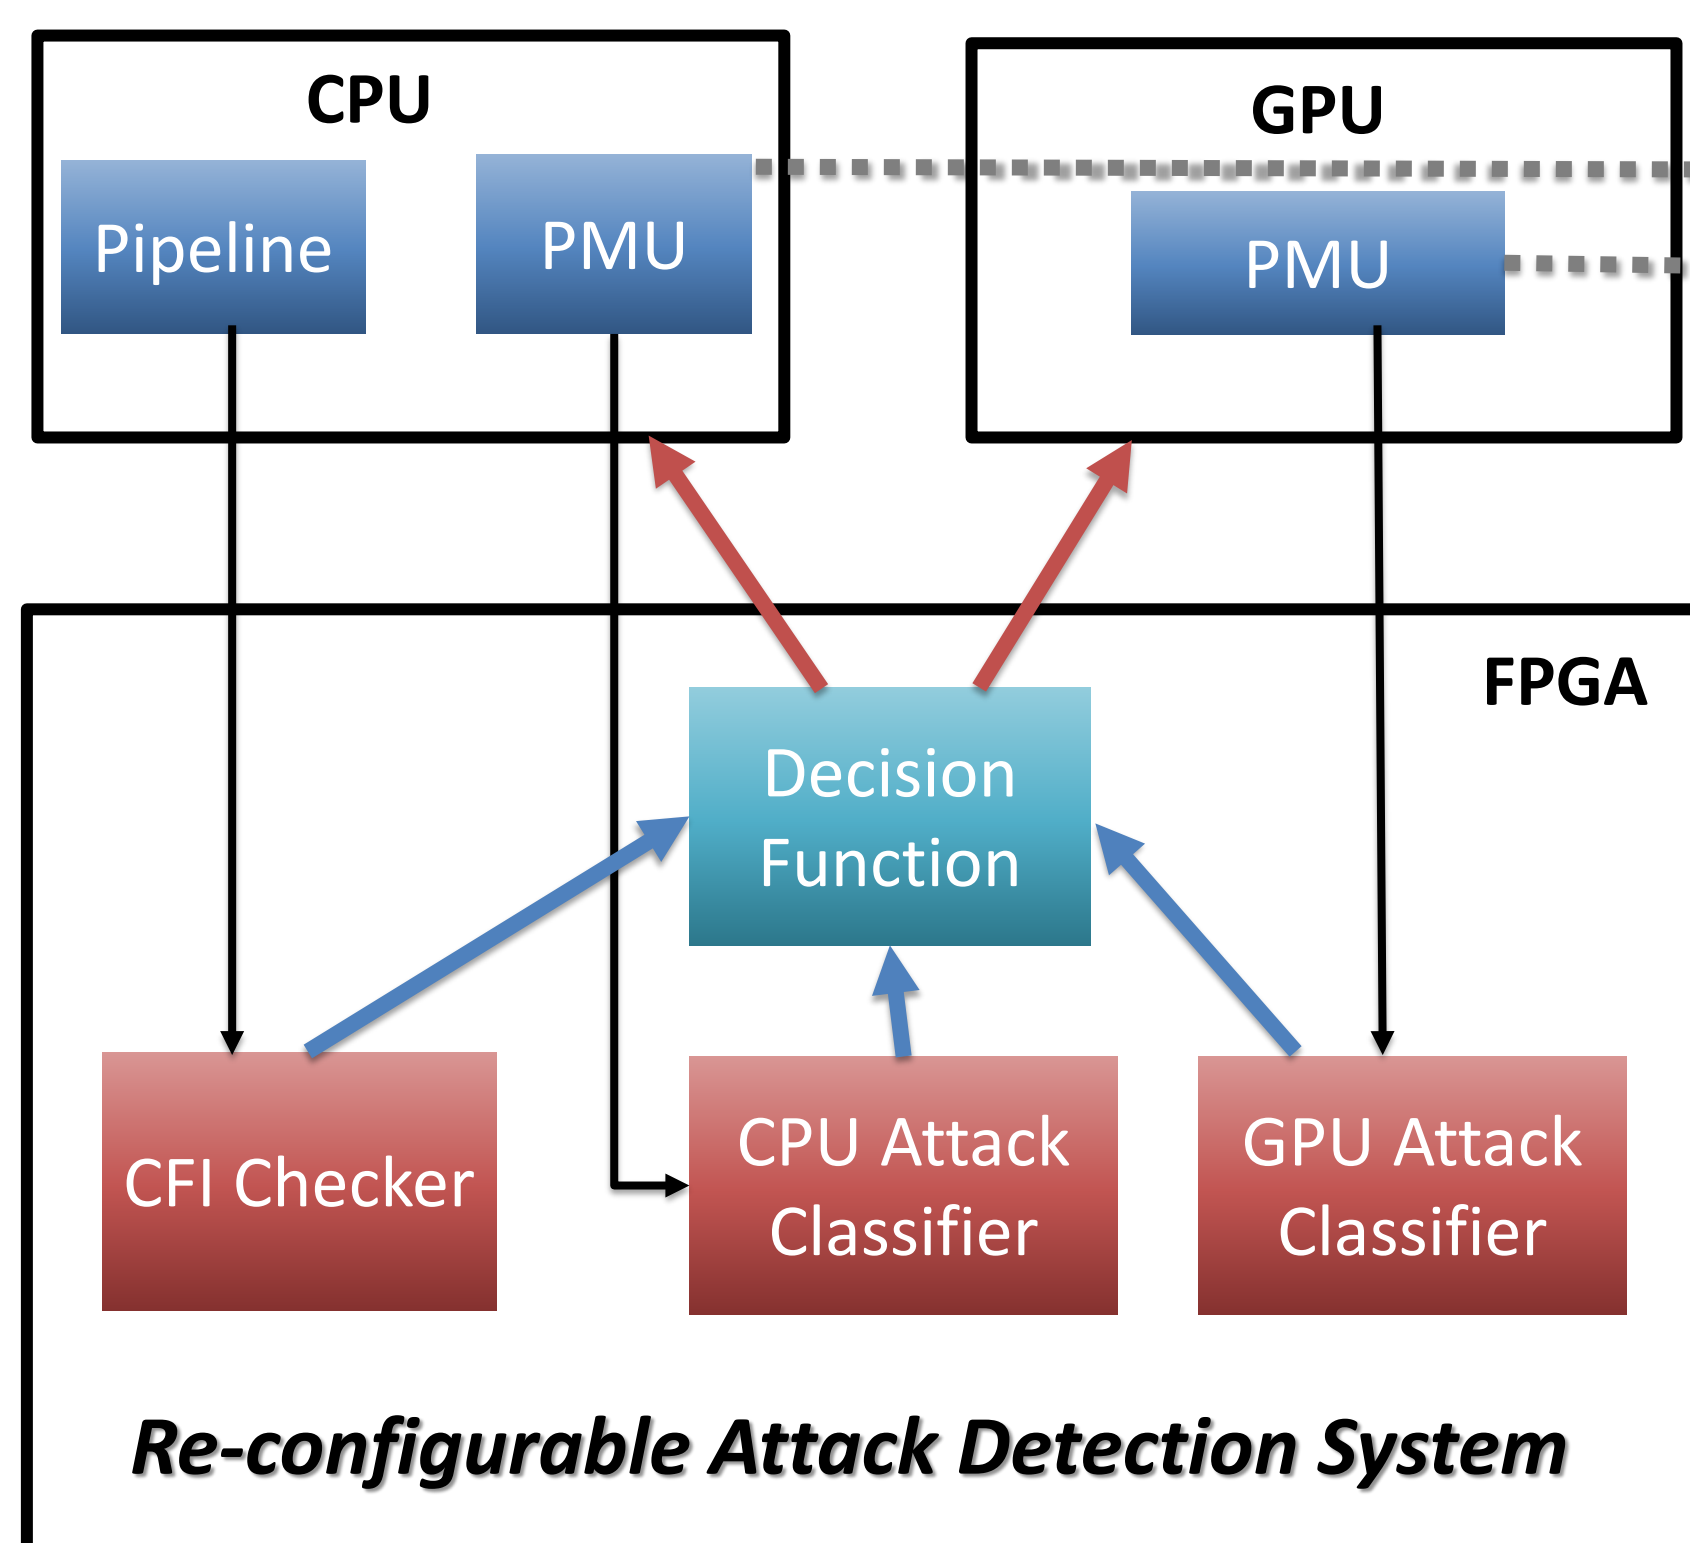 CPU
GPU
Pipeline
PMU
PMU
FPGA
Decision
Function
CFI Checker
CPU Attack
Classifier
GPU Attack
Classifier
Re-configurable Attack Detection System